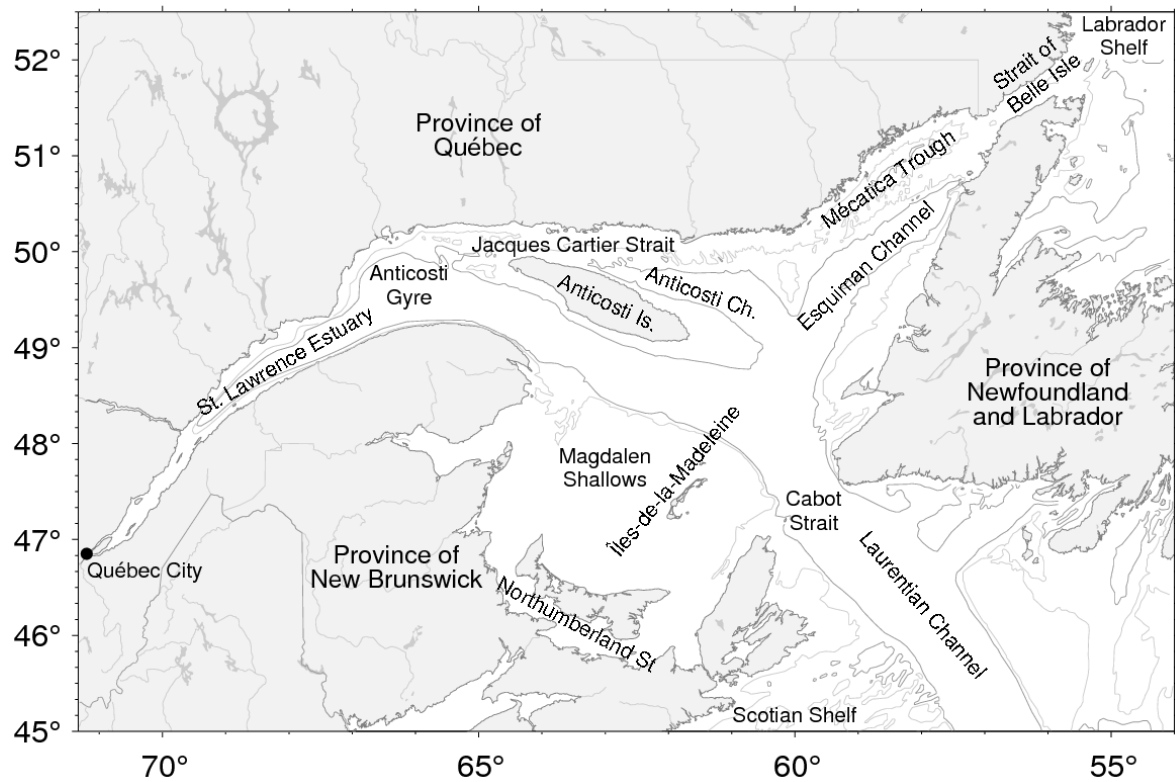 52°
51°
50°
49°
48°
47°
46°
45°
70°
65°
60°
55°
Labrador
Shelf
Strait of
Belle Isle
Province of
Québec
Mécatica Trough
Jacques Cartier Strait
Esquiman Channel
Anticosti
Gyre
Anticosti Is.
Anticosti Ch.
St. Lawrence Estuary
Province of
Newfoundland
and Labrador
Magdalen
Shallows
Îles-de-la-Madeleine
Cabot
Strait
Québec City
Province of
New Brunswick
Northumberland St
Laurentian Channel
Scotian Shelf